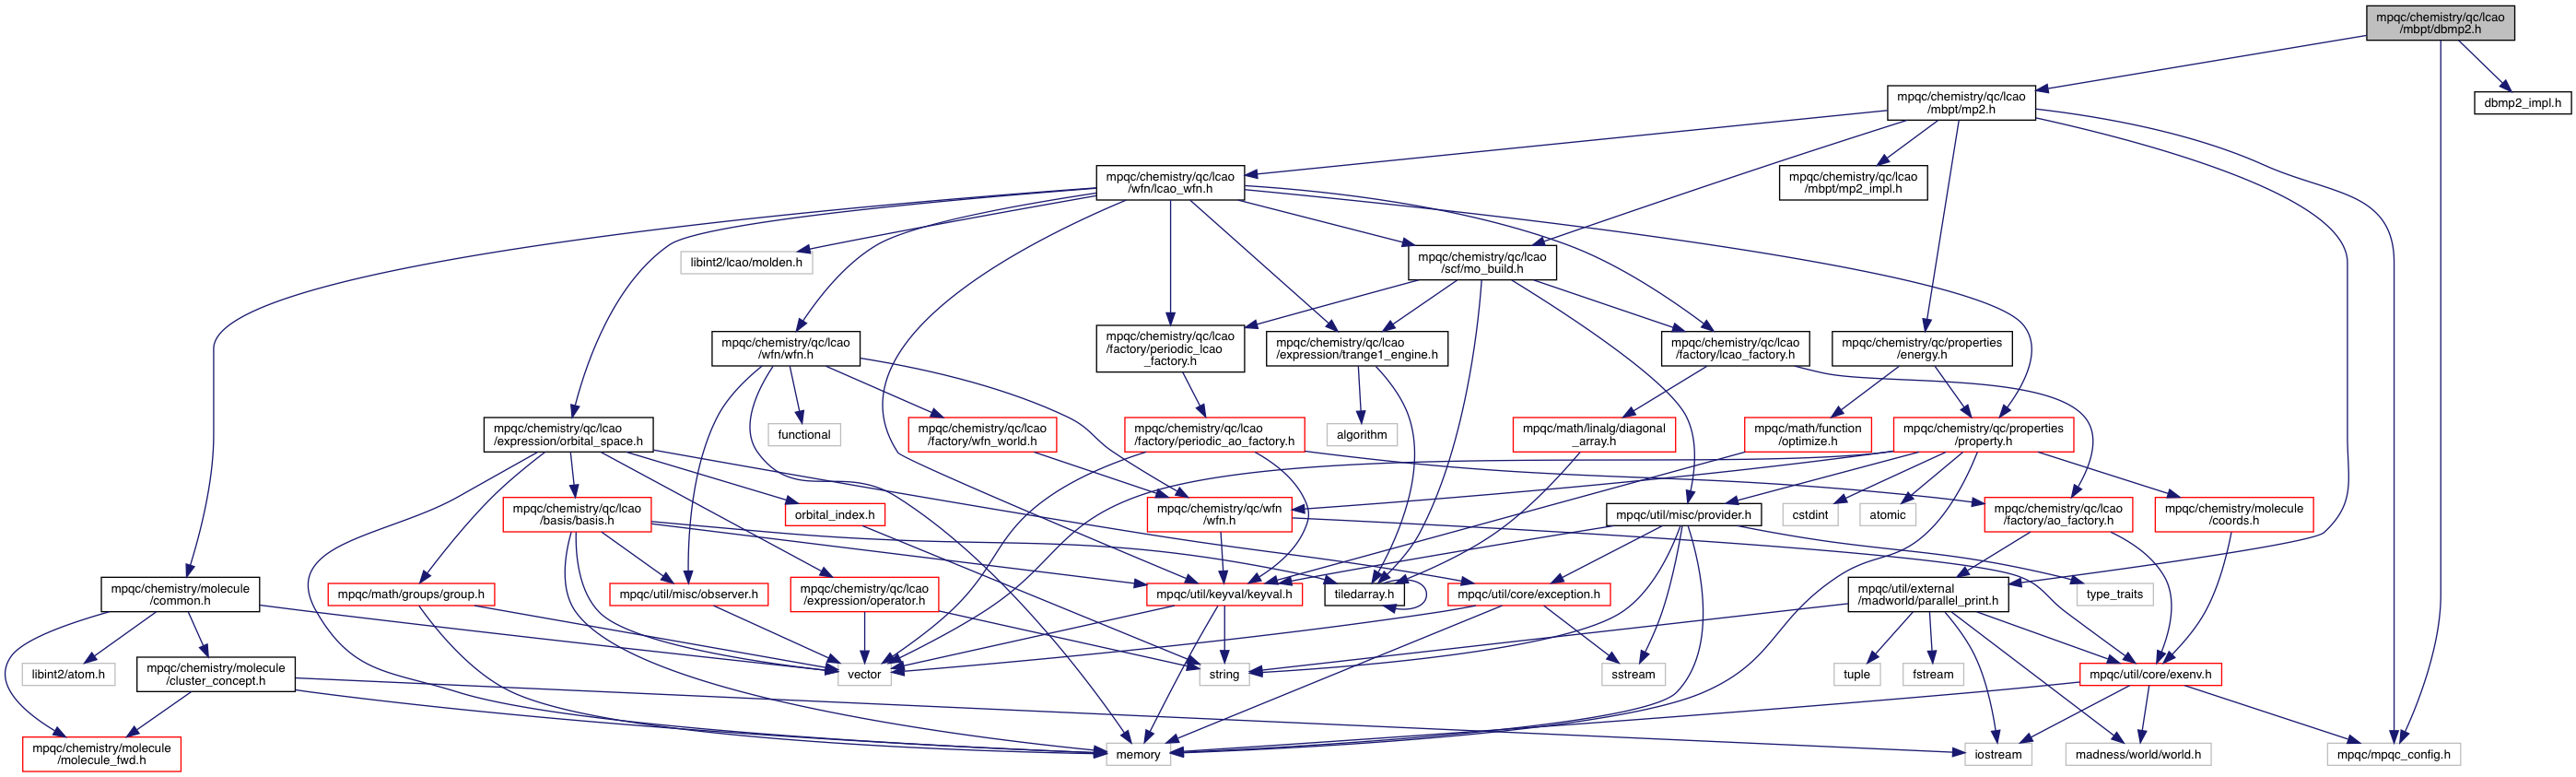 mpqc/chemistry/qc/lcao
/mbpt/dbmp2.h
mpqc/chemistry/qc/lcao
/mbpt/mp2.h
dbmp2_impl.h
mpqc/chemistry/qc/lcao
/wfn/lcao_wfn.h
mpqc/chemistry/qc/lcao
/mbpt/mp2_impl.h
libint2/lcao/molden.h
mpqc/chemistry/qc/lcao
/scf/mo_build.h
mpqc/chemistry/qc/lcao
/wfn/wfn.h
mpqc/chemistry/qc/lcao
/factory/periodic_lcao
_factory.h
mpqc/chemistry/qc/lcao
/expression/trange1_engine.h
mpqc/chemistry/qc/lcao
/factory/lcao_factory.h
mpqc/chemistry/qc/properties
/energy.h
mpqc/chemistry/qc/lcao
/expression/orbital_space.h
functional
mpqc/chemistry/qc/lcao
/factory/wfn_world.h
mpqc/chemistry/qc/lcao
/factory/periodic_ao_factory.h
algorithm
mpqc/math/linalg/diagonal
_array.h
mpqc/math/function
/optimize.h
mpqc/chemistry/qc/properties
/property.h
mpqc/chemistry/qc/lcao
/basis/basis.h
orbital_index.h
mpqc/chemistry/qc/wfn
/wfn.h
mpqc/util/misc/provider.h
cstdint
atomic
mpqc/chemistry/qc/lcao
/factory/ao_factory.h
mpqc/chemistry/molecule
/coords.h
mpqc/chemistry/molecule
/common.h
mpqc/math/groups/group.h
mpqc/util/misc/observer.h
mpqc/chemistry/qc/lcao
/expression/operator.h
mpqc/util/keyval/keyval.h
tiledarray.h
mpqc/util/core/exception.h
mpqc/util/external
/madworld/parallel_print.h
type_traits
libint2/atom.h
mpqc/chemistry/molecule
/cluster_concept.h
vector
string
sstream
tuple
fstream
mpqc/util/core/exenv.h
mpqc/chemistry/molecule
/molecule_fwd.h
memory
iostream
madness/world/world.h
mpqc/mpqc_config.h